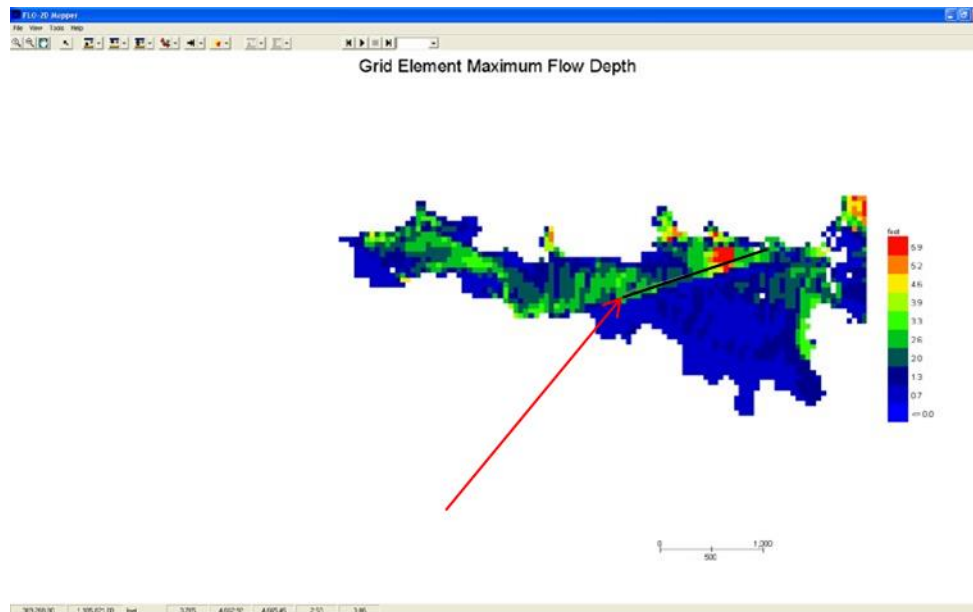 FLO-2D Mapper
File View Tools Help
Grid Element Maximum Flow Depth
feet
5.9
5.2
4.6
3.9
3.3
2.6
2.0
1.3
0.7
<= 0.0
0 1,000
500
feet